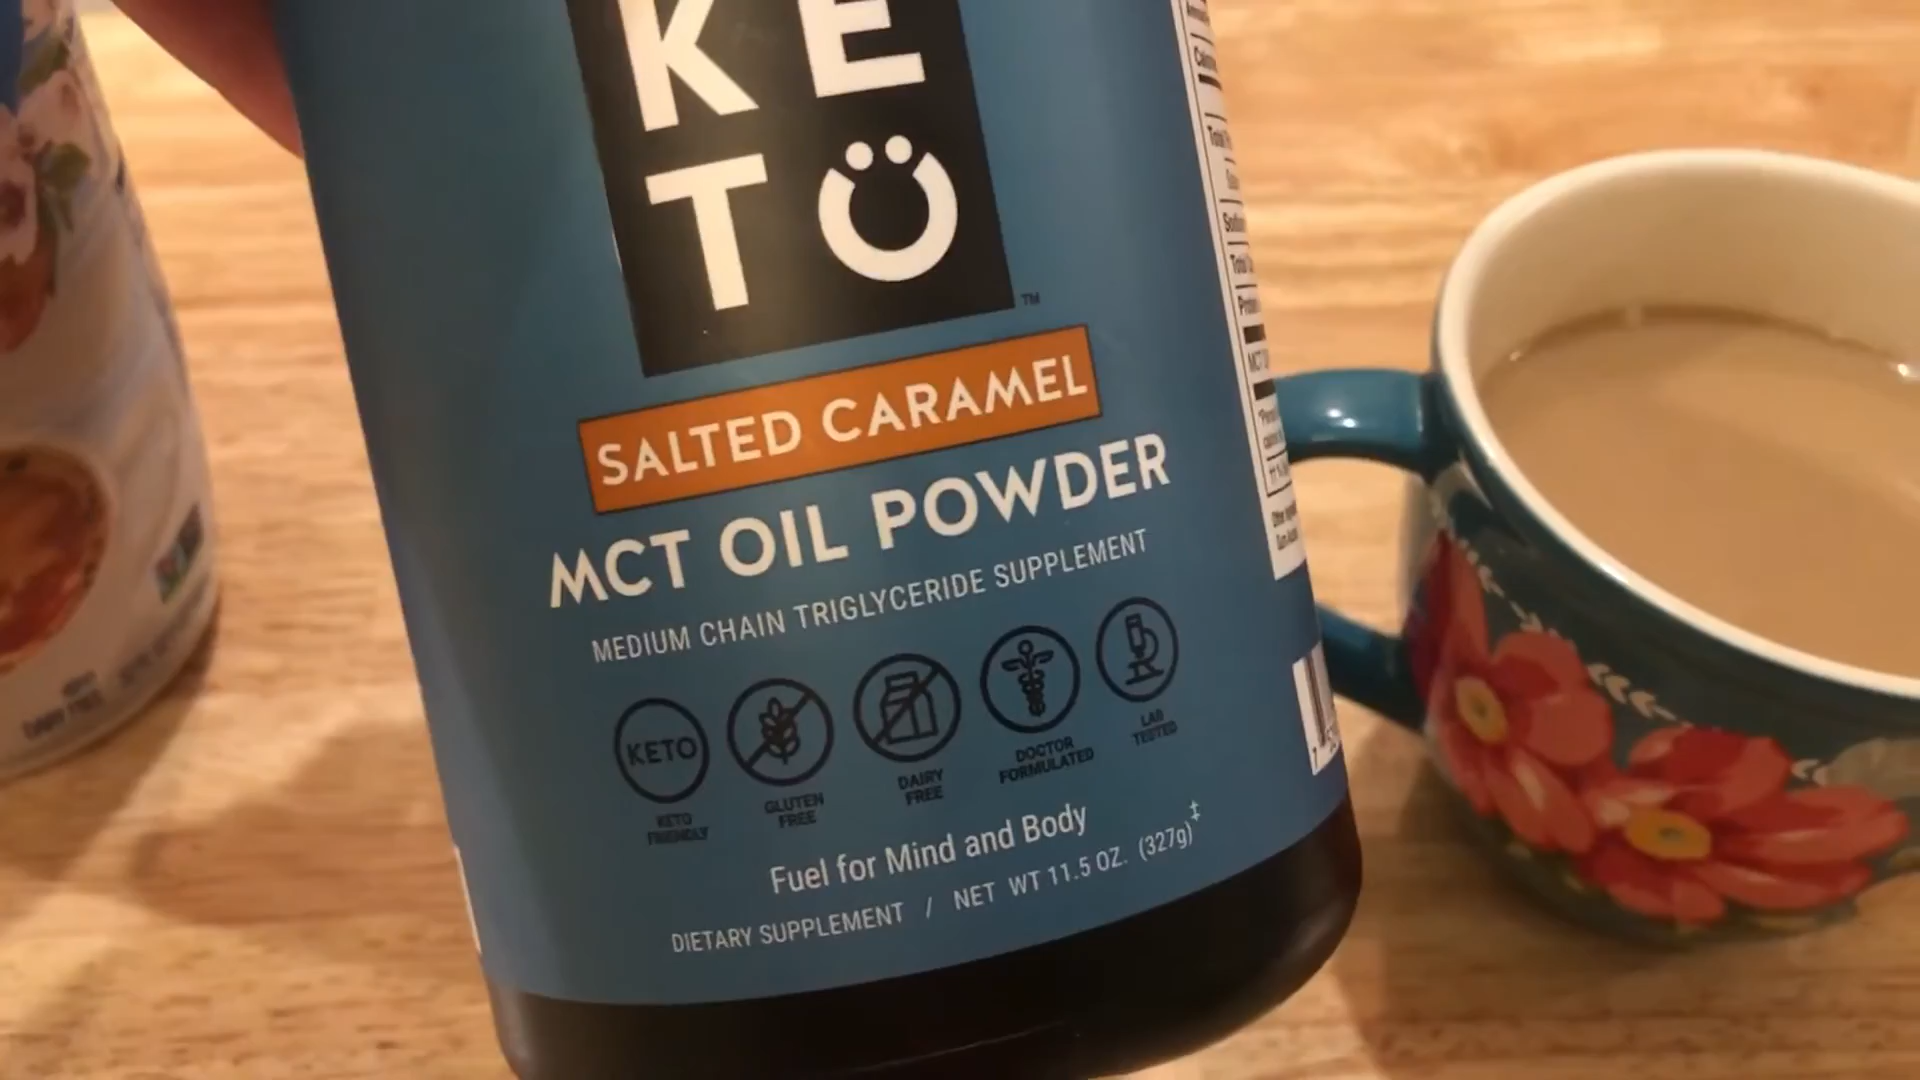 KE
TO
TM
SALTED CARAMEL
MCT OIL POWDER
MEDIUM CHAIN TRIGLYCERIDE SUPPLEMENT
KETO
KETO
FRIENDLY
GLUTEN
FREE
DAIRY
FREE
DOCTOR
FORMULATED
LAB
TESTED
Fuel for Mind and Body
DIETARY SUPPLEMENT / NET WT 11.5 OZ. (327g)‡